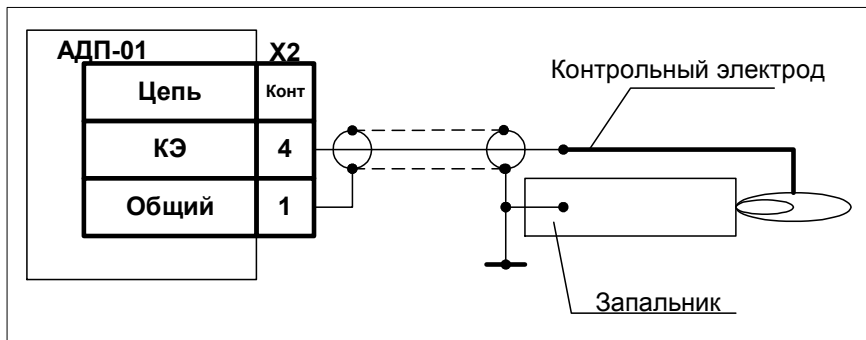 АДП-01
X2
Цепь
Конт
КЭ
4
Общий
1
Контрольный электрод
Запальник